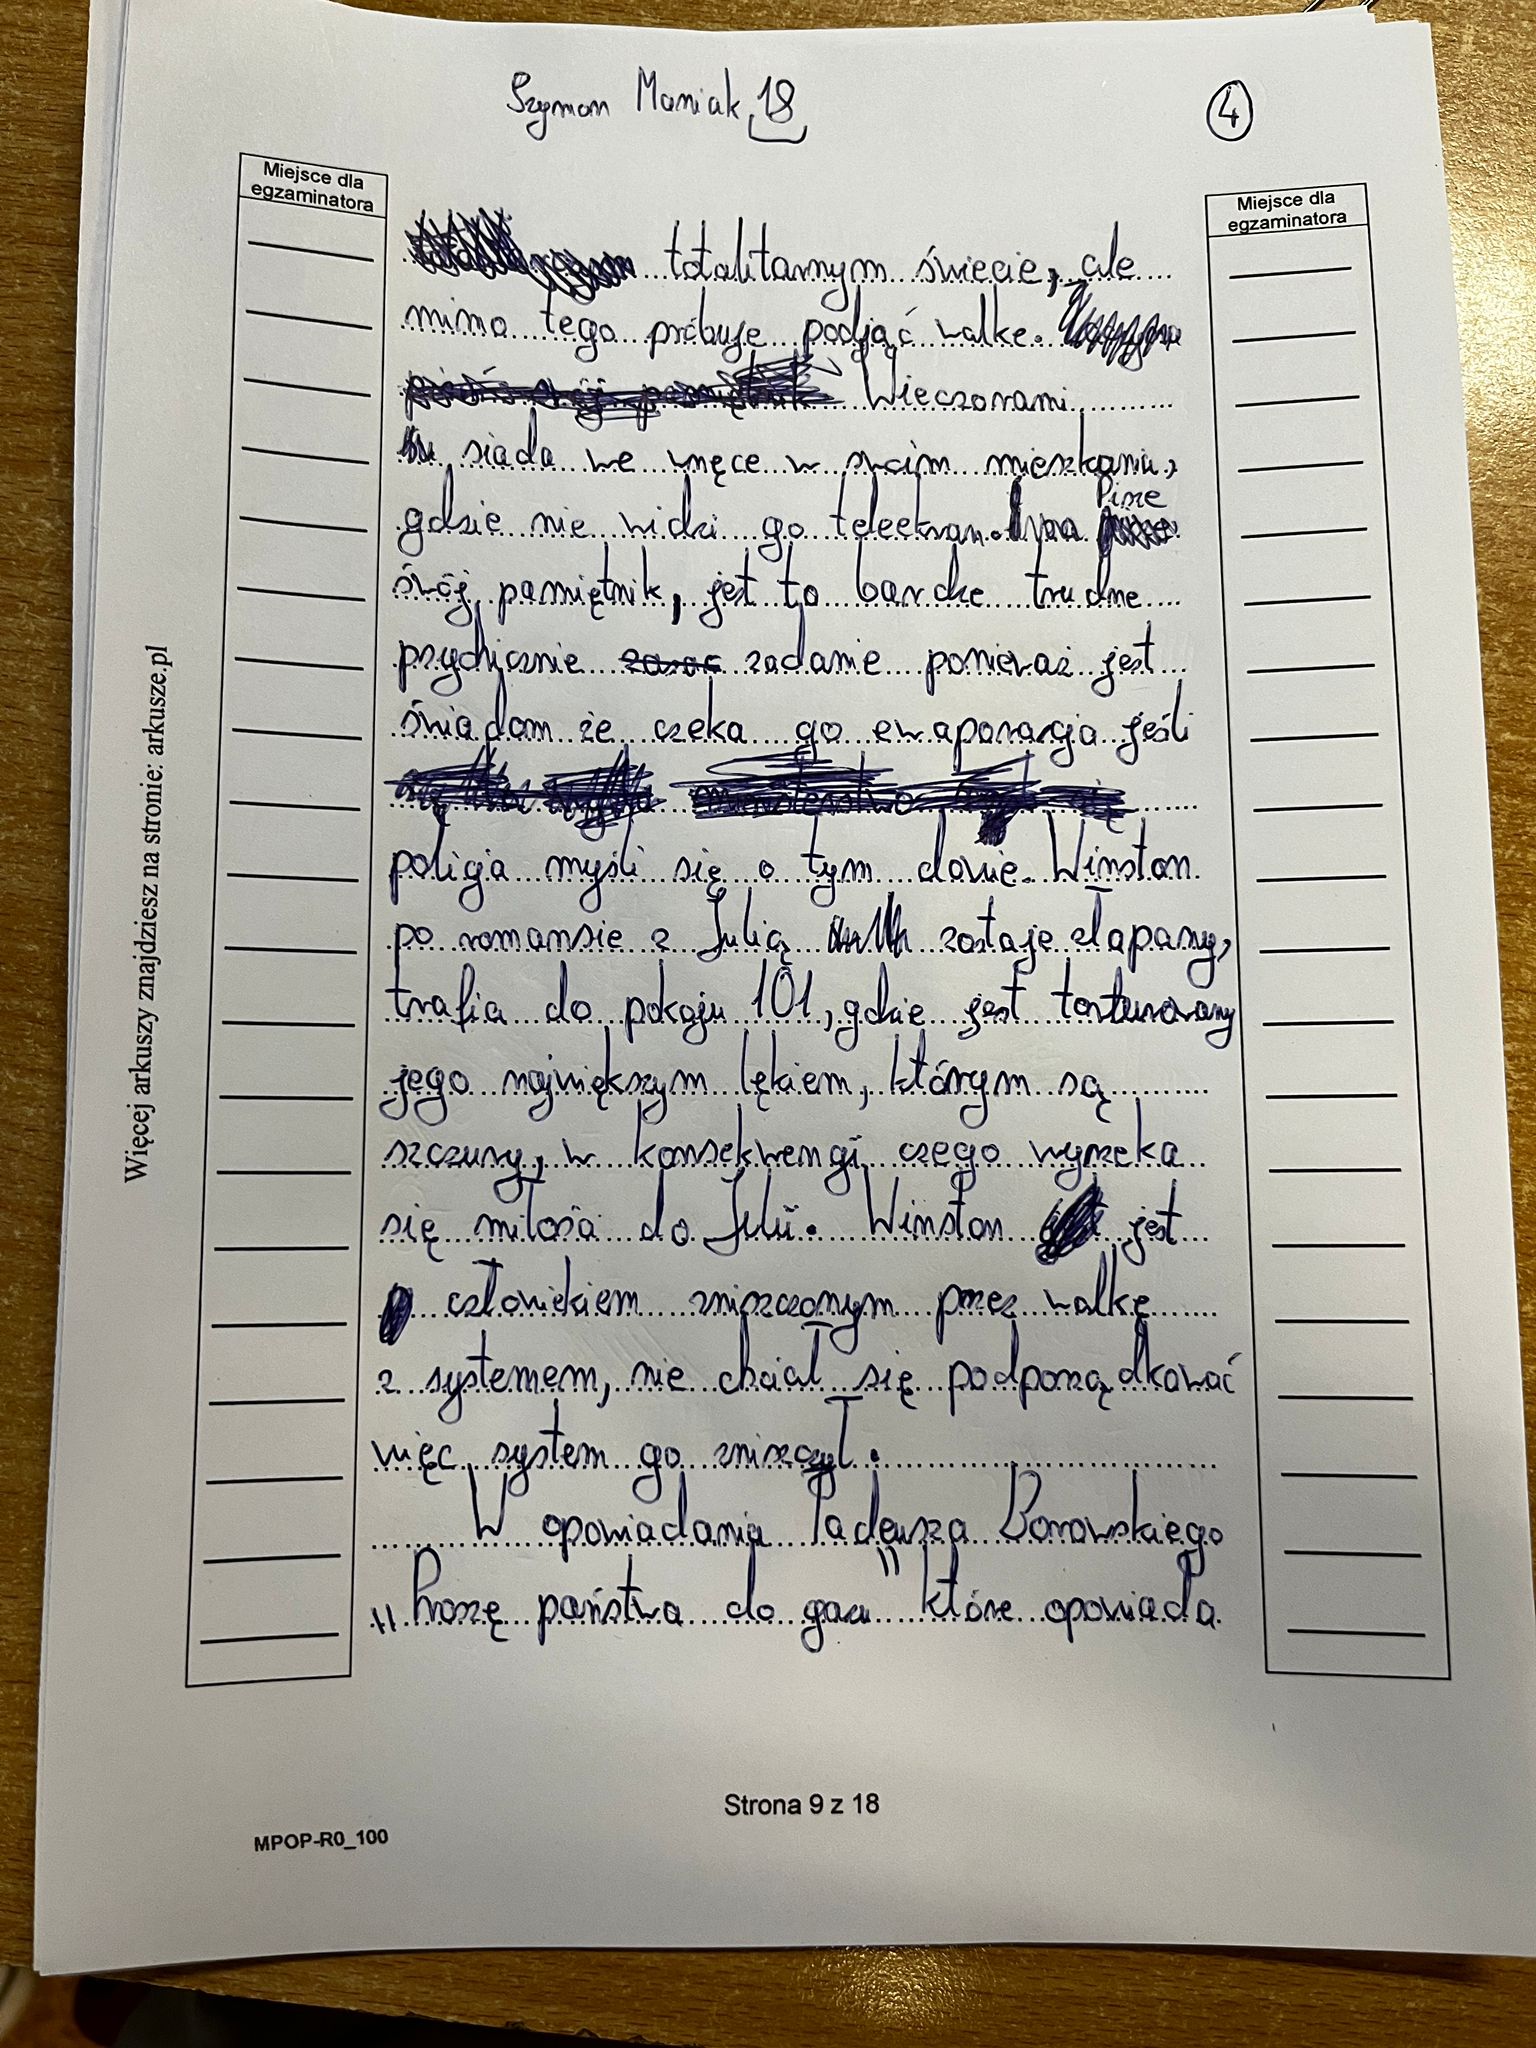 Szymon Maniak 18
4
Miejsce dla
egzaminatora
Miejsce dla
egzaminatora
totalitarnym świecie, ale
mimo tego próbuje podjąć walke.
Wieczorami
siada we wnęce w swoim mieszkaniu,
gdzie nie widzi go teleekran. Pisze
swój pamiętnik, jest to bardzo trudne
psychicznie zadanie ponieważ jest
świadom że czeka go ewaporacja jeśli
policja myśli się o tym dowie. Winston
po romansie z Julią zostaje złapany,
trafia do pokoju 101, gdzie jest torturowany
jego największym lękiem, którym są
szczury, w konsekwencji czego wyrzeka
się miłości do Julii. Winston jest
człowiekiem zniszczonym przez walkę
z systemem, nie chciał się podporządkować
więc system go zniszczył.
W opowiadaniu Tadeusza Borowskiego
"Proszę państwa do gazu" które opowiada
Więcej arkuszy znajdziesz na stronie: arkusze.pl
Strona 9 z 18
MPOP-R0_100